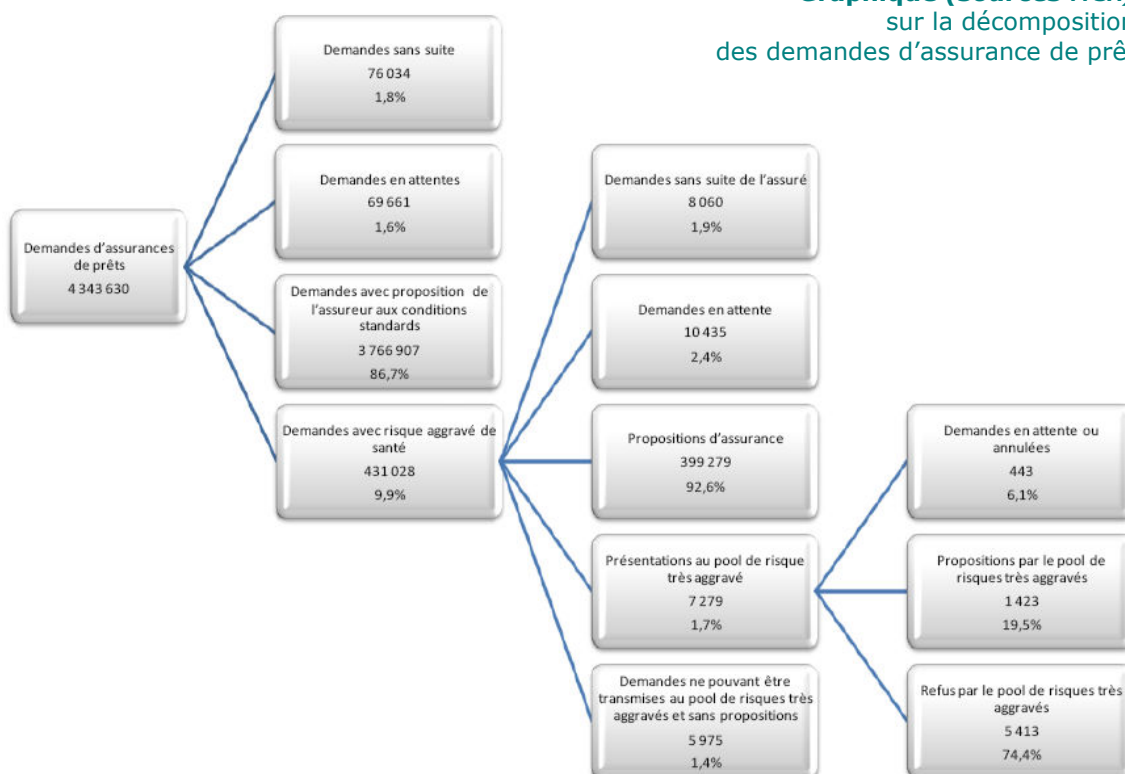 sur la décomposition
des demandes d'assurance de prê
Demandes d'assurances
de prêts
4 343 630
Demandes sans suite
76 034
1,8%
Demandes en attentes
69 661
1,6%
Demandes avec proposition de
l'assureur aux conditions
standards
3 766 907
86,7%
Demandes avec risque aggravé de
santé
431 028
9,9%
Demandes sans suite de l'assuré
8 060
1,9%
Demandes en attente
10 435
2,4%
Propositions d'assurance
399 279
92,6%
Présentations au pool de risque
très aggravé
7 279
1,7%
Demandes ne pouvant être
transmises au pool de risques très
aggravés et sans propositions
5 975
1,4%
Demandes en attente ou
annulées
443
6,1%
Propositions par le pool de
risques très aggravés
1 423
19,5%
Refus par le pool de risques très
aggravés
5 413
74,4%